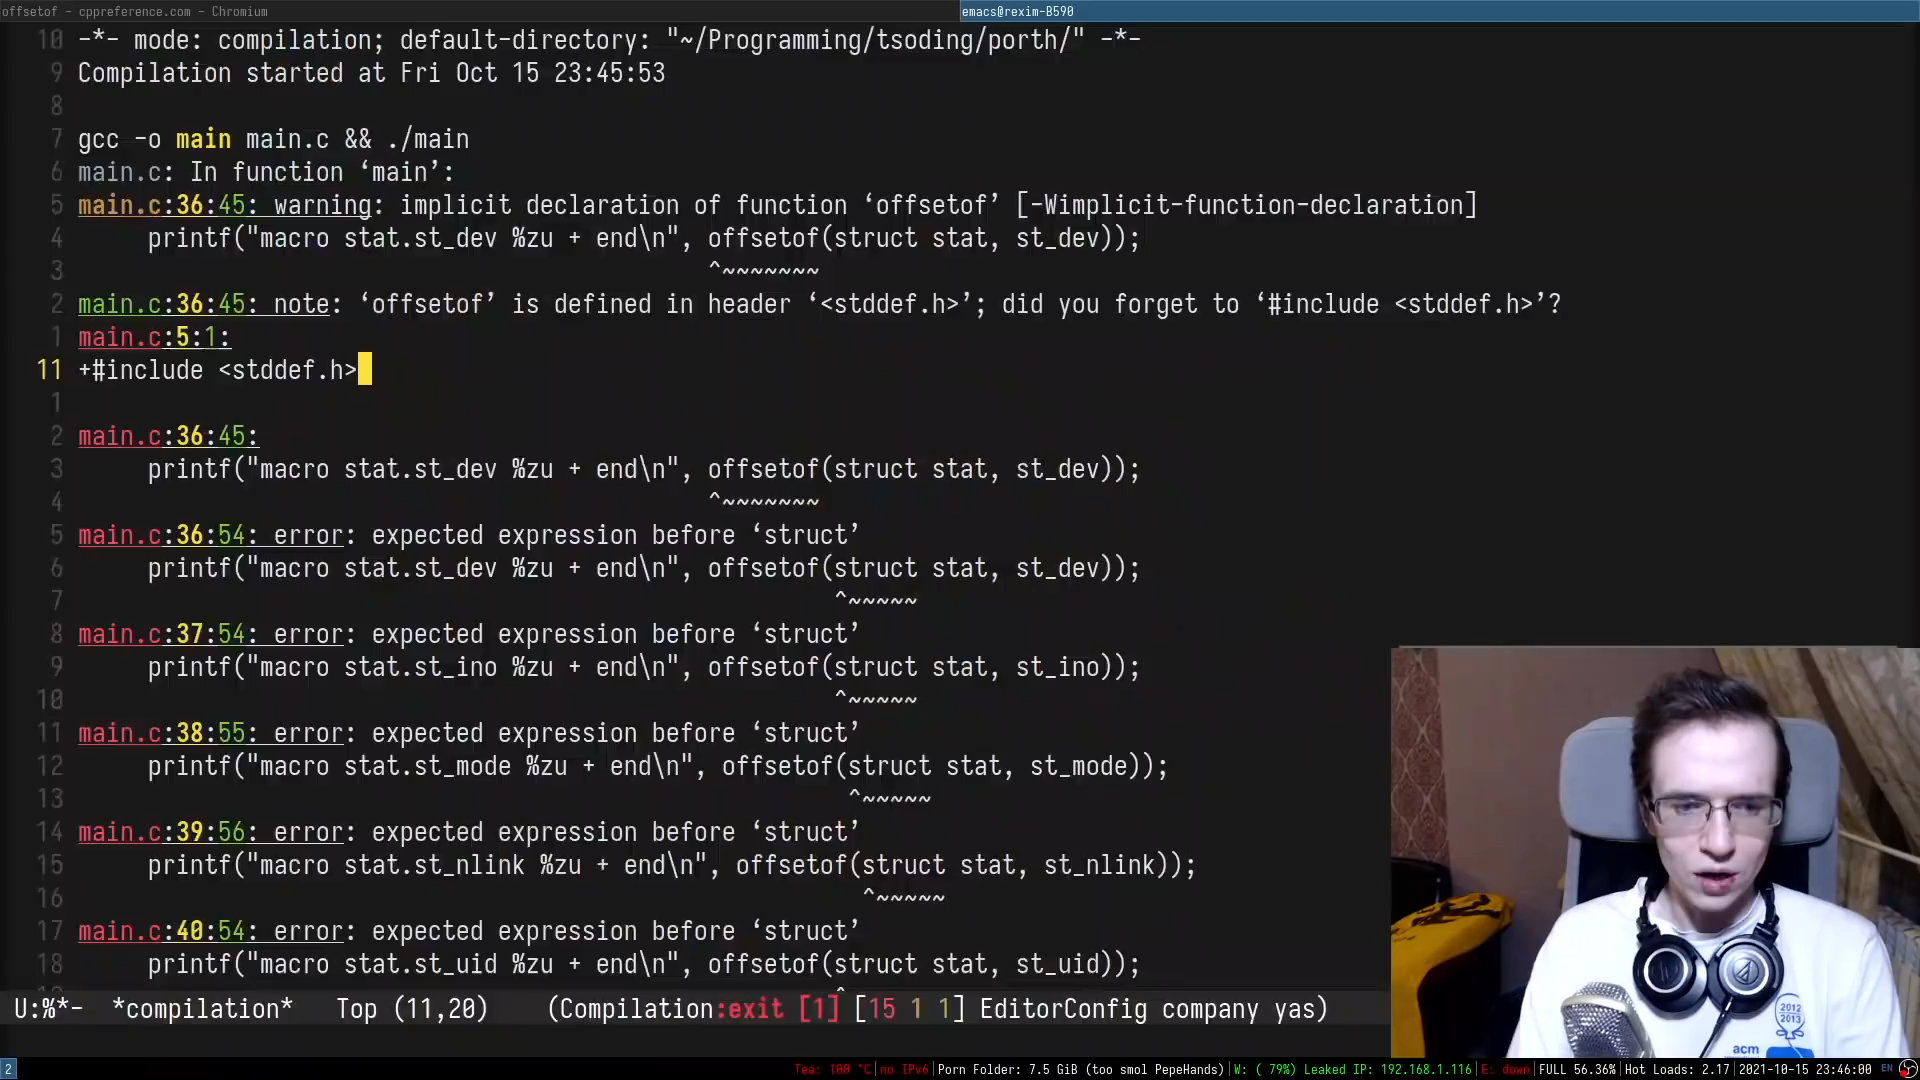 offsetof - cppreference.com - Chromium
emacs@rexim-B590
10 -*- mode: compilation; default-directory: "~/Programming/tsoding/porth/" -*-
9 Compilation started at Fri Oct 15 23:45:53
8
7 gcc -o main main.c && ./main
6 main.c: In function ‘main’:
5 main.c:36:45: warning: implicit declaration of function ‘offsetof’ [-Wimplicit-function-declaration]
4 printf("macro stat.st_dev %zu + end\n", offsetof(struct stat, st_dev));
3 ^~~~~~~~
2 main.c:36:45: note: ‘offsetof’ is defined in header ‘<stddef.h>’; did you forget to ‘#include <stddef.h>’?
1 main.c:5:1:
11 +#include <stddef.h>
1
2 main.c:36:45:
3 printf("macro stat.st_dev %zu + end\n", offsetof(struct stat, st_dev));
4 ^~~~~~~~
5 main.c:36:54: error: expected expression before ‘struct’
6 printf("macro stat.st_dev %zu + end\n", offsetof(struct stat, st_dev));
7 ^~~~~~
8 main.c:37:54: error: expected expression before ‘struct’
9 printf("macro stat.st_ino %zu + end\n", offsetof(struct stat, st_ino));
10 ^~~~~~
11 main.c:38:55: error: expected expression before ‘struct’
12 printf("macro stat.st_mode %zu + end\n", offsetof(struct stat, st_mode));
13 ^~~~~~
14 main.c:39:56: error: expected expression before ‘struct’
15 printf("macro stat.st_nlink %zu + end\n", offsetof(struct stat, st_nlink));
16 ^~~~~~
17 main.c:40:54: error: expected expression before ‘struct’
18 printf("macro stat.st_uid %zu + end\n", offsetof(struct stat, st_uid));
U:%*- *compilation* Top (11,20) (Compilation:exit [1] [15 1 1] EditorConfig company yas)
2012
2013
acm
2 Tea: 100 °C|no IPv6|Porn Folder: 7.5 GiB (too smol PepeHands)|W: ( 79%) Leaked IP: 192.168.1.116|E: down|FULL 56.36%|Hot Loads: 2.17|2021-10-15 23:46:00 EN